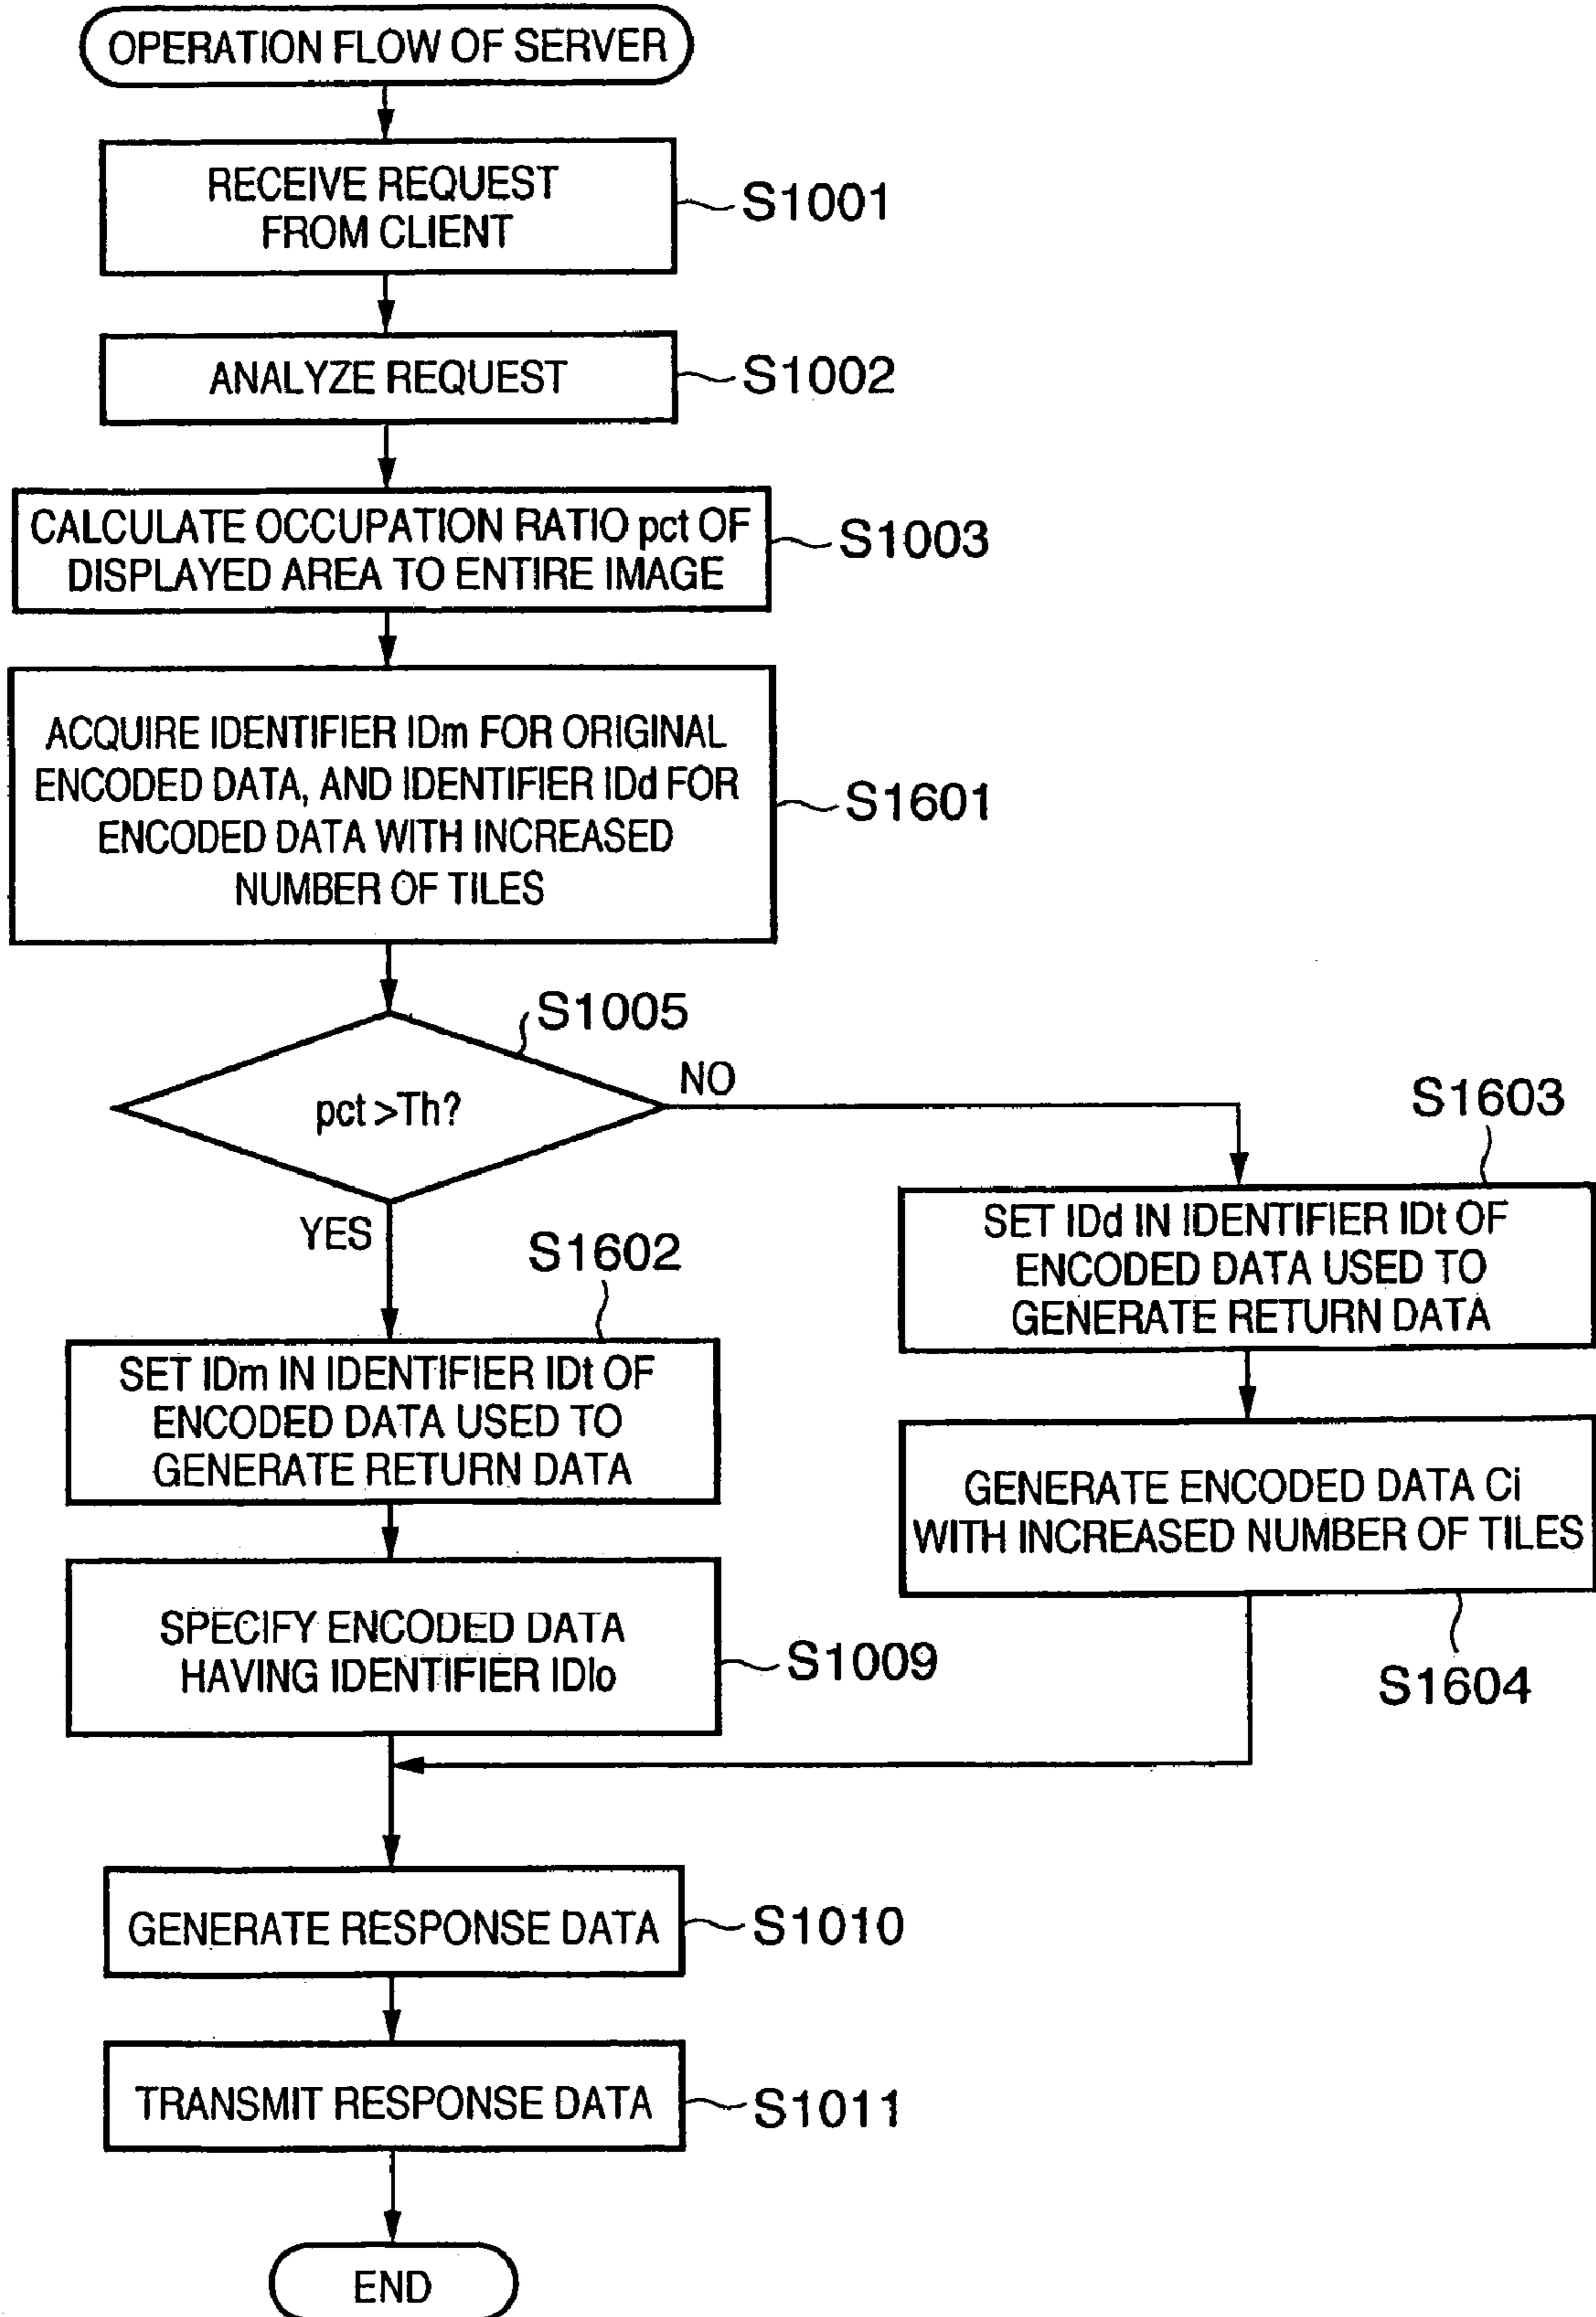 OPERATION FLOW OF SERVER
RECEIVE REQUEST
FROM CLIENT
S1001
ANALYZE REQUEST
S1002
CALCULATE OCCUPATION RATIO pct OF
DISPLAYED AREA TO ENTIRE IMAGE
S1003
ACQUIRE IDENTIFIER IDm FOR ORIGINAL
ENCODED DATA, AND IDENTIFIER IDd FOR
ENCODED DATA WITH INCREASED
NUMBER OF TILES
S1601
S1005
pct >Th?
NO
YES
S1602
SET IDm IN IDENTIFIER IDt OF
ENCODED DATA USED TO
GENERATE RETURN DATA
SPECIFY ENCODED DATA
HAVING IDENTIFIER IDlo
S1009
S1603
SET IDd IN IDENTIFIER IDt OF
ENCODED DATA USED TO
GENERATE RETURN DATA
GENERATE ENCODED DATA Ci
WITH INCREASED NUMBER OF TILES
S1604
GENERATE RESPONSE DATA
S1010
TRANSMIT RESPONSE DATA
S1011
END